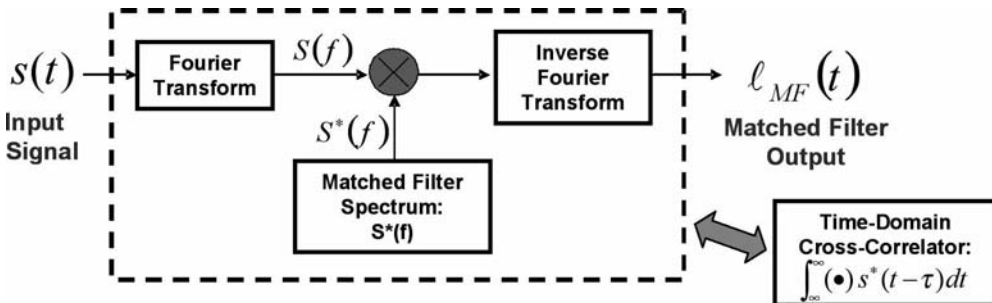 s(t)
Input
Signal
Fourier
Transform
S(f)
S*(f)
Matched Filter
Spectrum:
S*(f)
Inverse
Fourier
Transform
ℓ_MF(t)
Matched Filter
Output
Time-Domain
Cross-Correlator:
∫_∞^∞ (●) s*(t−τ)dt